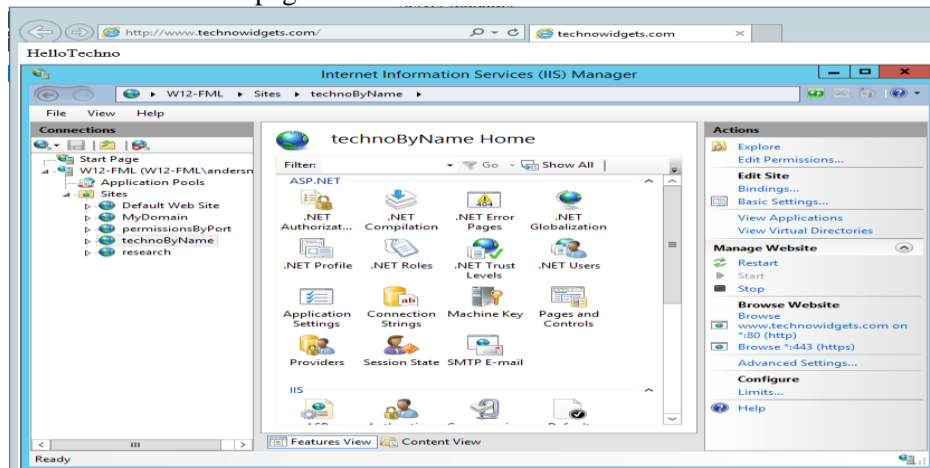 page
http://www.technowidgets.com/
technowidgets.com
HelloTechno
Internet Information Services (IIS) Manager
W12-FML
Sites
technoByName
File View Help
Connections
Start Page
W12-FML (W12-FML\andersn
Application Pools
Sites
Default Web Site
MyDomain
permissionsByPort
technoByName
research
technoByName Home
Filter:
Go
Show All
ASP.NET
.NET Authorizat...
.NET Compilation
404
.NET Error Pages
.NET Globalization
.NET Profile
.NET Roles
.NET Trust Levels
.NET Users
ab
Application Settings
Connection Strings
Machine Key
Pages and Controls
Providers
Session State
SMTP E-mail
IIS
Features View
Content View
Actions
Explore
Edit Permissions...
Edit Site
Bindings...
Basic Settings...
View Applications
View Virtual Directories
Manage Website
Restart
Start
Stop
Browse Website
Browse
www.technowidgets.com on
*:80 (http)
Browse *:443 (https)
Advanced Settings...
Configure
Limits...
Help
Ready